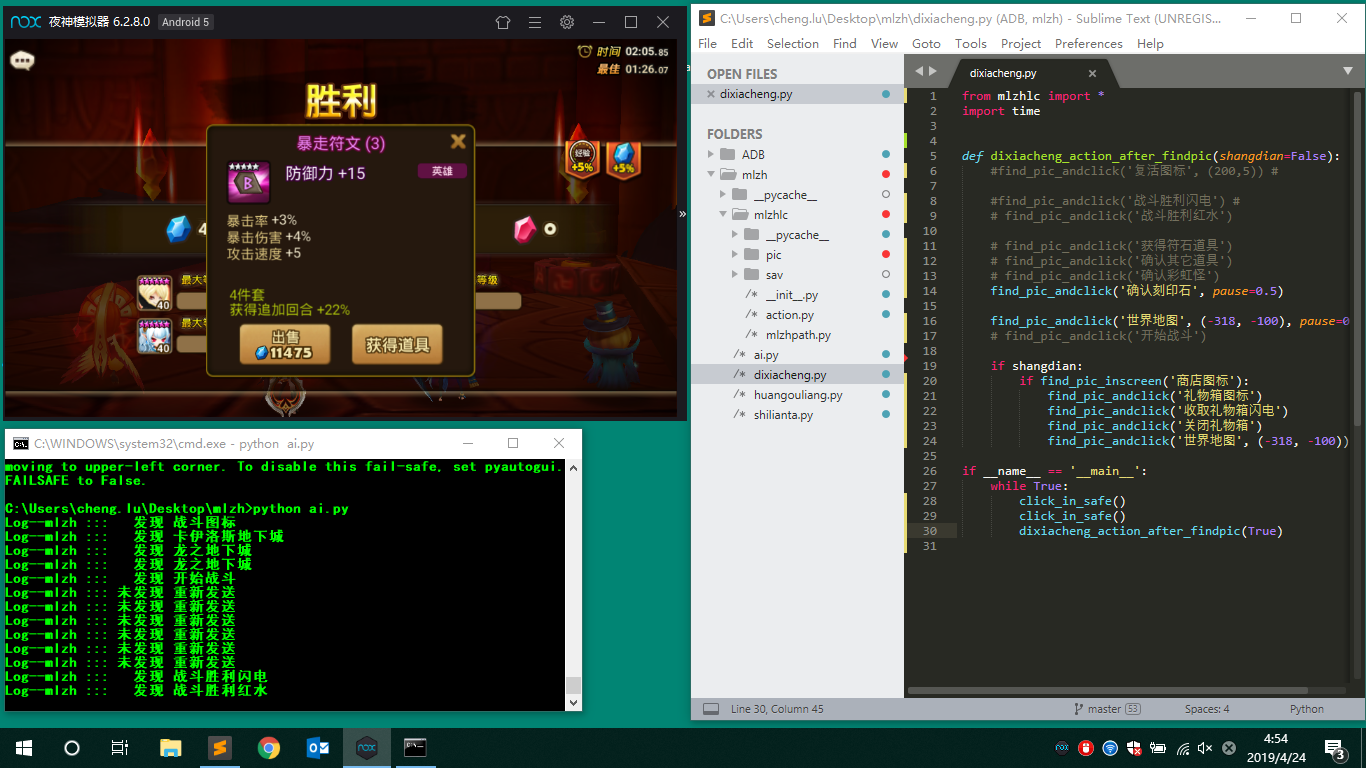 nox 夜神模拟器 6.2.8.0 Android 5
时间 02:05.85
最佳 01:26.07
胜利
暴走符文 (3)
B
防御力 +15
英雄
经验
+5%
+5%
4
0
暴击率 +3%
暴击伤害 +4%
攻击速度 +5
最大等
等级
40
最大等
40
4件套
获得追加回合 +22%
出售
11475
获得道具
»
C:\WINDOWS\system32\cmd.exe - python ai.py
moving to upper-left corner. To disable this fail-safe, set pyautogui.
FAILSAFE to False.
C:\Users\cheng.lu\Desktop\mlzh>python ai.py
Log--mlzh ::: 发现 战斗图标
Log--mlzh ::: 发现 卡伊洛斯地下城
Log--mlzh ::: 发现 龙之地下城
Log--mlzh ::: 发现 龙之地下城
Log--mlzh ::: 发现 开始战斗
Log--mlzh ::: 未发现 重新发送
Log--mlzh ::: 未发现 重新发送
Log--mlzh ::: 未发现 重新发送
Log--mlzh ::: 未发现 重新发送
Log--mlzh ::: 未发现 重新发送
Log--mlzh ::: 未发现 重新发送
Log--mlzh ::: 发现 战斗胜利闪电
Log--mlzh ::: 发现 战斗胜利红水
C:\Users\cheng.lu\Desktop\mlzh\dixiacheng.py (ADB, mlzh) - Sublime Text (UNREGIS...
File Edit Selection Find View Goto Tools Project Preferences Help
OPEN FILES
dixiacheng.py
FOLDERS
ADB
mlzh
__pycache__
mlzhlc
__pycache__
pic
sav
/* __init__.py
/* action.py
/* mlzhpath.py
/* ai.py
/* dixiacheng.py
/* huangouliang.py
/* shilianta.py
dixiacheng.py
1 from mlzhlc import *
2 import time
3
4
5 def dixiacheng_action_after_findpic(shangdian=False):
6 #find_pic_andclick('复活图标', (200,5)) #
7
8 #find_pic_andclick('战斗胜利闪电') #
9 # find_pic_andclick('战斗胜利红水')
10
11 # find_pic_andclick('获得符石道具')
12 # find_pic_andclick('确认其它道具')
13 # find_pic_andclick('确认彩虹怪')
14 find_pic_andclick('确认刻印石', pause=0.5)
15
16 find_pic_andclick('世界地图', (-318, -100), pause=0
17 # find_pic_andclick('开始战斗')
18
19 if shangdian:
20 if find_pic_inscreen('商店图标'):
21 find_pic_andclick('礼物箱图标')
22 find_pic_andclick('收取礼物箱闪电')
23 find_pic_andclick('关闭礼物箱')
24 find_pic_andclick('世界地图', (-318, -100))
25
26 if __name__ == '__main__':
27 while True:
28 click_in_safe()
29 click_in_safe()
30 dixiacheng_action_after_findpic(True)
31
Line 30, Column 45
master 53
Spaces: 4
Python
4:54
2019/4/24
3